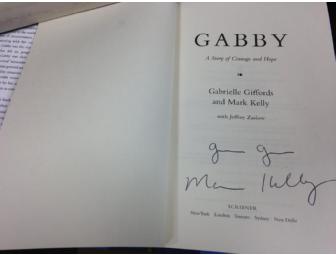 GABBY
A Story of Courage and Hope
Gabrielle Giffords
and Mark Kelly
with Jeffrey Zaslow
SCRIBNER
New York London Toronto Sydney New Delhi